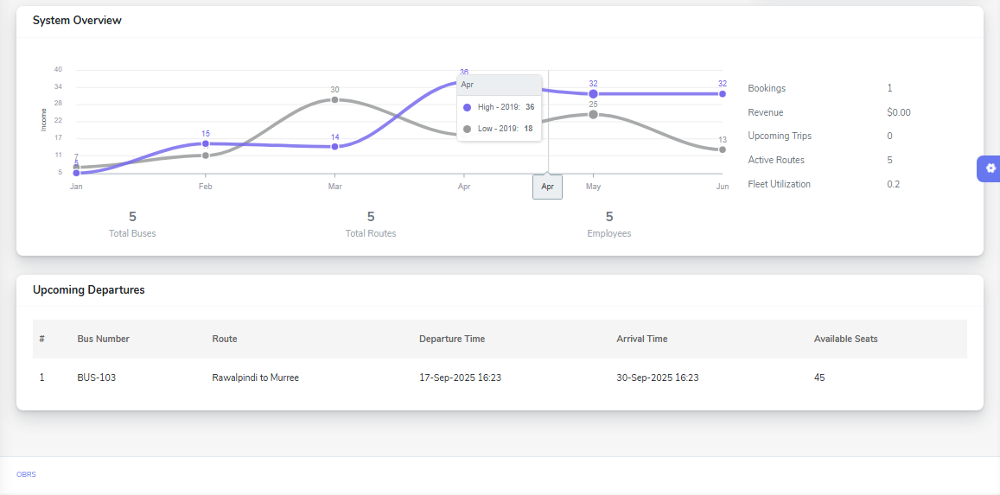 System Overview
Income
40
34
28
22
17
11
5
7
5
15
30
14
36
32
25
32
13
Apr
High - 2019: 36
Low - 2019: 18
Jan
Feb
Mar
Apr
Apr
May
Jun
Bookings 1
Revenue $0.00
Upcoming Trips 0
Active Routes 5
Fleet Utilization 0.2
5
Total Buses
5
Total Routes
5
Employees
Upcoming Departures
# Bus Number Route Departure Time Arrival Time Available Seats
1 BUS-103 Rawalpindi to Murree 17-Sep-2025 16:23 30-Sep-2025 16:23 45
OBRS